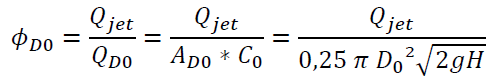 ϕ_D0 = Q_jet / Q_D0 = Q_jet / (A_D0 * C_0) = Q_jet / (0,25 π D_0² √(2gH))